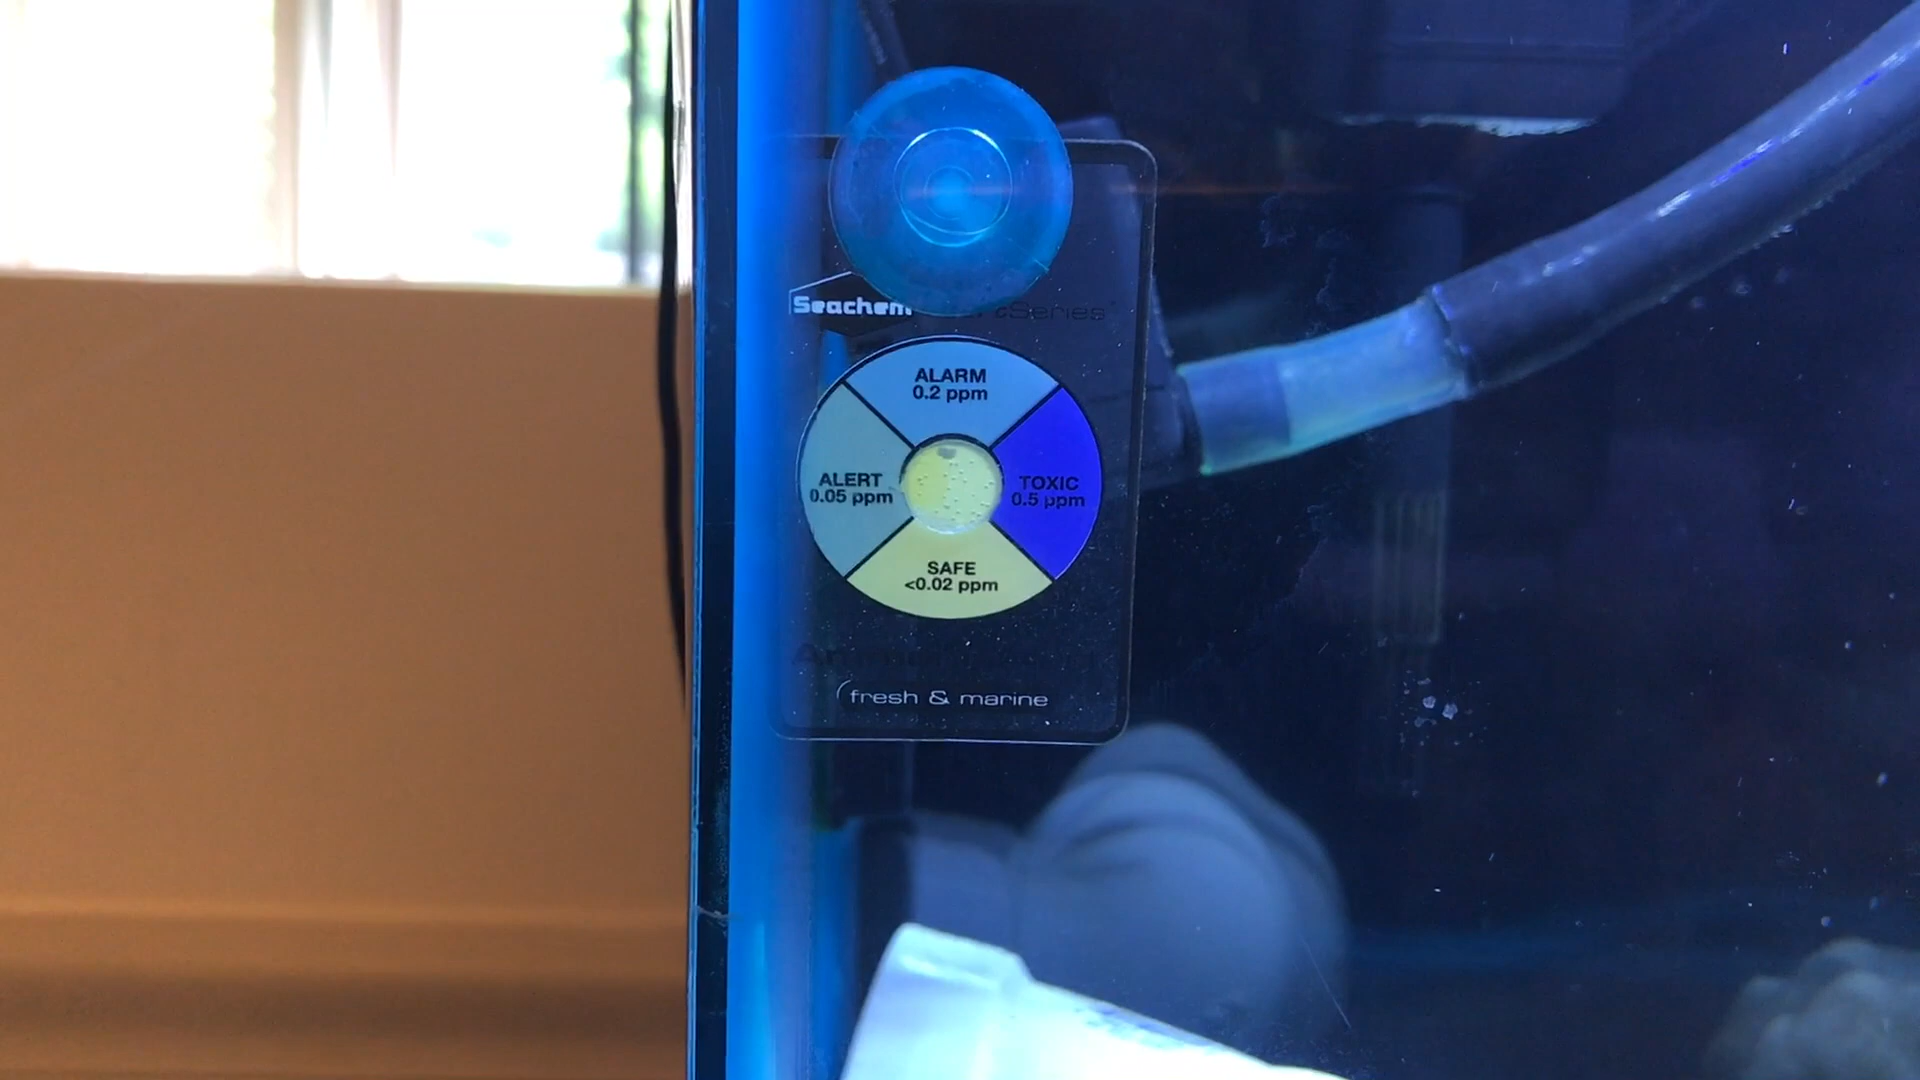 Seachem Series
ALARM
0.2 ppm
ALERT
0.05 ppm
TOXIC
0.5 ppm
SAFE
<0.02 ppm
fresh & marine